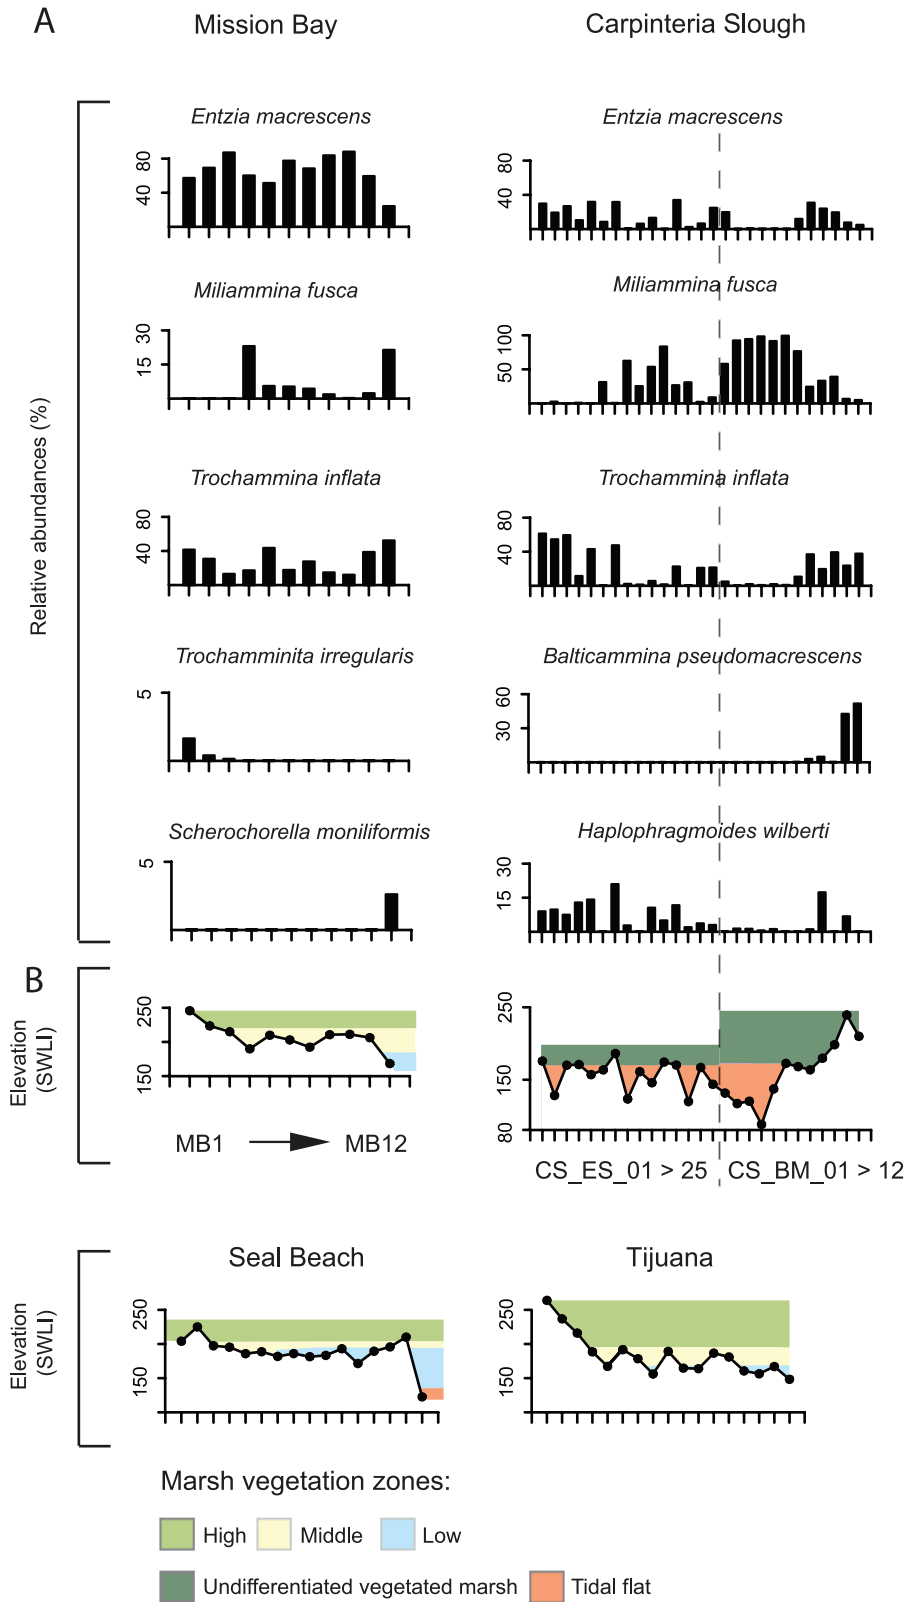 A
Mission Bay
Carpinteria Slough
Relative abundances (%)
Entzia macrescens
80
40
Entzia macrescens
80
40
Miliammina fusca
30
15
Miliammina fusca
100
50
Trochammina inflata
80
40
Trochammina inflata
80
40
Trochamminita irregularis
5
Balticammina pseudomacrescens
60
30
Scherochorella moniliformis
5
Haplophragmoides wilberti
30
15
B
Elevation
(SWLI)
250
150
MB1
MB12
250
150
80
CS_ES_01 > 25
CS_BM_01 > 12
Elevation
(SWLI)
Seal Beach
250
150
Tijuana
250
150
Marsh vegetation zones:
High
Middle
Low
Undifferentiated vegetated marsh
Tidal flat